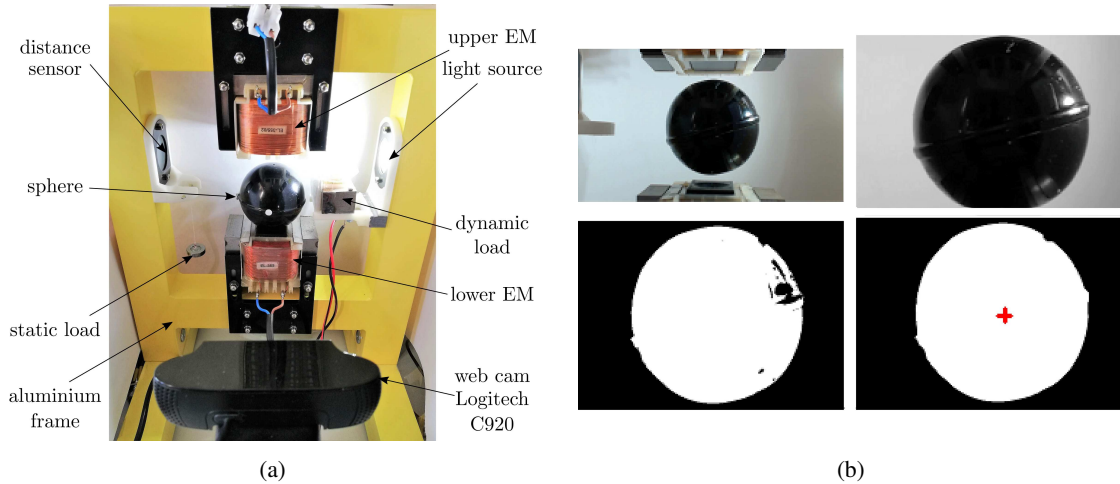 distance
sensor
upper EM
light source
sphere
dynamic
load
lower EM
static load
aluminium
frame
web cam
Logitech
C920
(a)
(b)